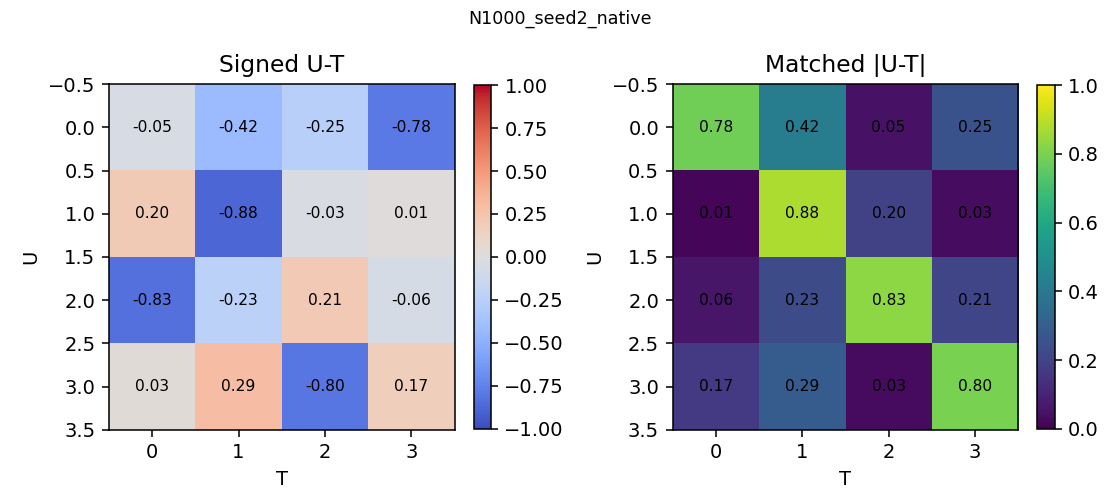 N1000_seed2_native
Signed U-T
−0.5
0.0
0.5
1.0
1.5
2.0
2.5
3.0
3.5
U
-0.05 -0.42 -0.25 -0.78
0.20 -0.88 -0.03 0.01
-0.83 -0.23 0.21 -0.06
0.03 0.29 -0.80 0.17
0 1 2 3
T
1.00
0.75
0.50
0.25
0.00
−0.25
−0.50
−0.75
−1.00
Matched |U-T|
−0.5
0.0
0.5
1.0
1.5
2.0
2.5
3.0
3.5
U
0.78 0.42 0.05 0.25
0.01 0.88 0.20 0.03
0.06 0.23 0.83 0.21
0.17 0.29 0.03 0.80
0 1 2 3
T
1.0
0.8
0.6
0.4
0.2
0.0